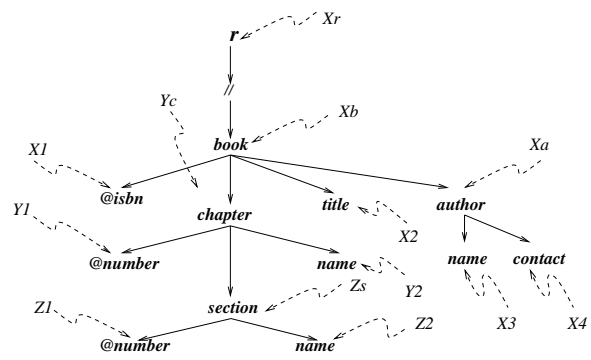 Xr
r
//
Yc
Xb
book
X1
Xa
@isbn
title
author
Y1
chapter
X2
@number
name
name
contact
Zs
Y2
section
Z1
Z2
X3
X4
@number
name